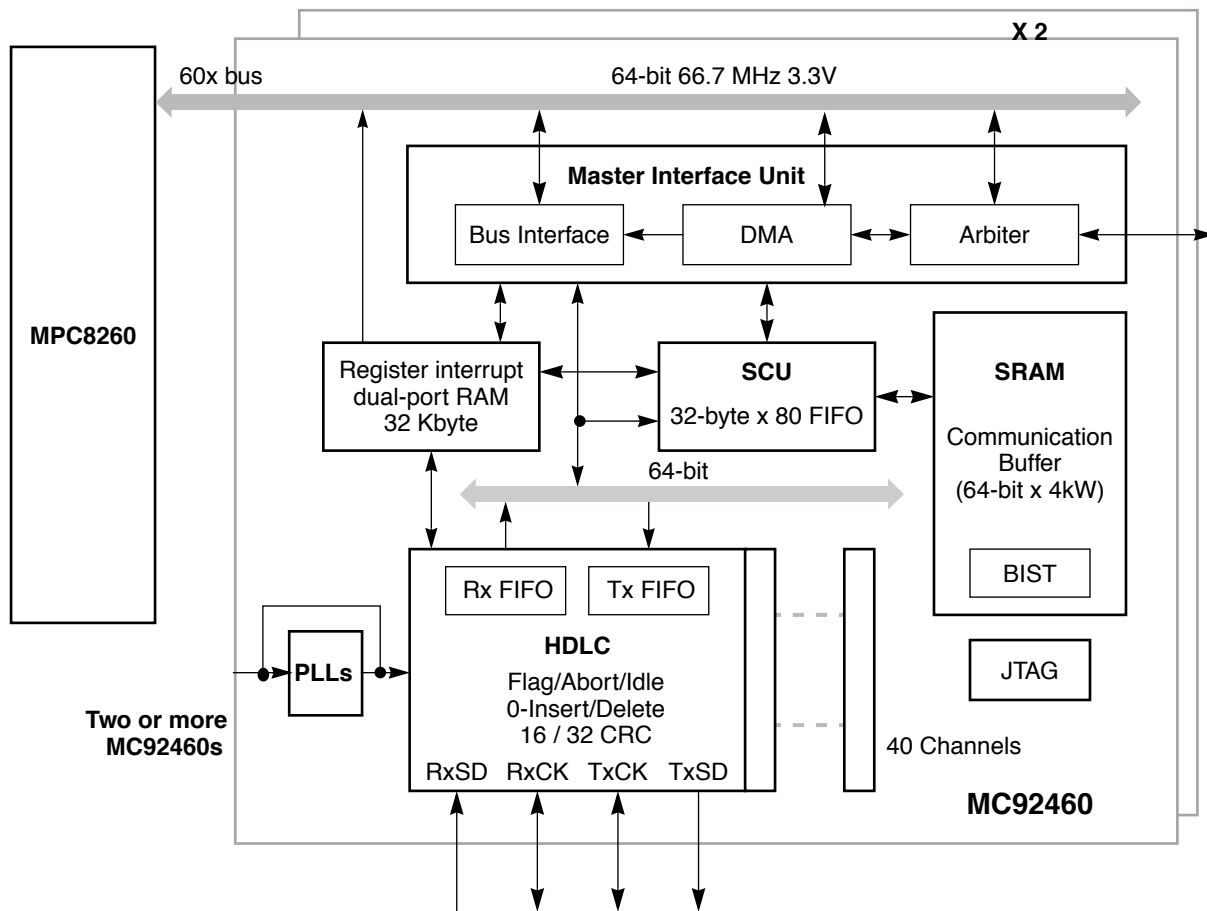 X 2
60x bus
64-bit 66.7 MHz 3.3V
Master Interface Unit
Bus Interface
DMA
Arbiter
MPC8260
Register interrupt
dual-port RAM
32 Kbyte
SCU
32-byte x 80 FIFO
SRAM
Communication
Buffer
(64-bit x 4kW)
BIST
64-bit
Rx FIFO
Tx FIFO
HDLC
Flag/Abort/Idle
0-Insert/Delete
16 / 32 CRC
RxSD
RxCK
TxCK
TxSD
PLLs
Two or more
MC92460s
JTAG
40 Channels
MC92460